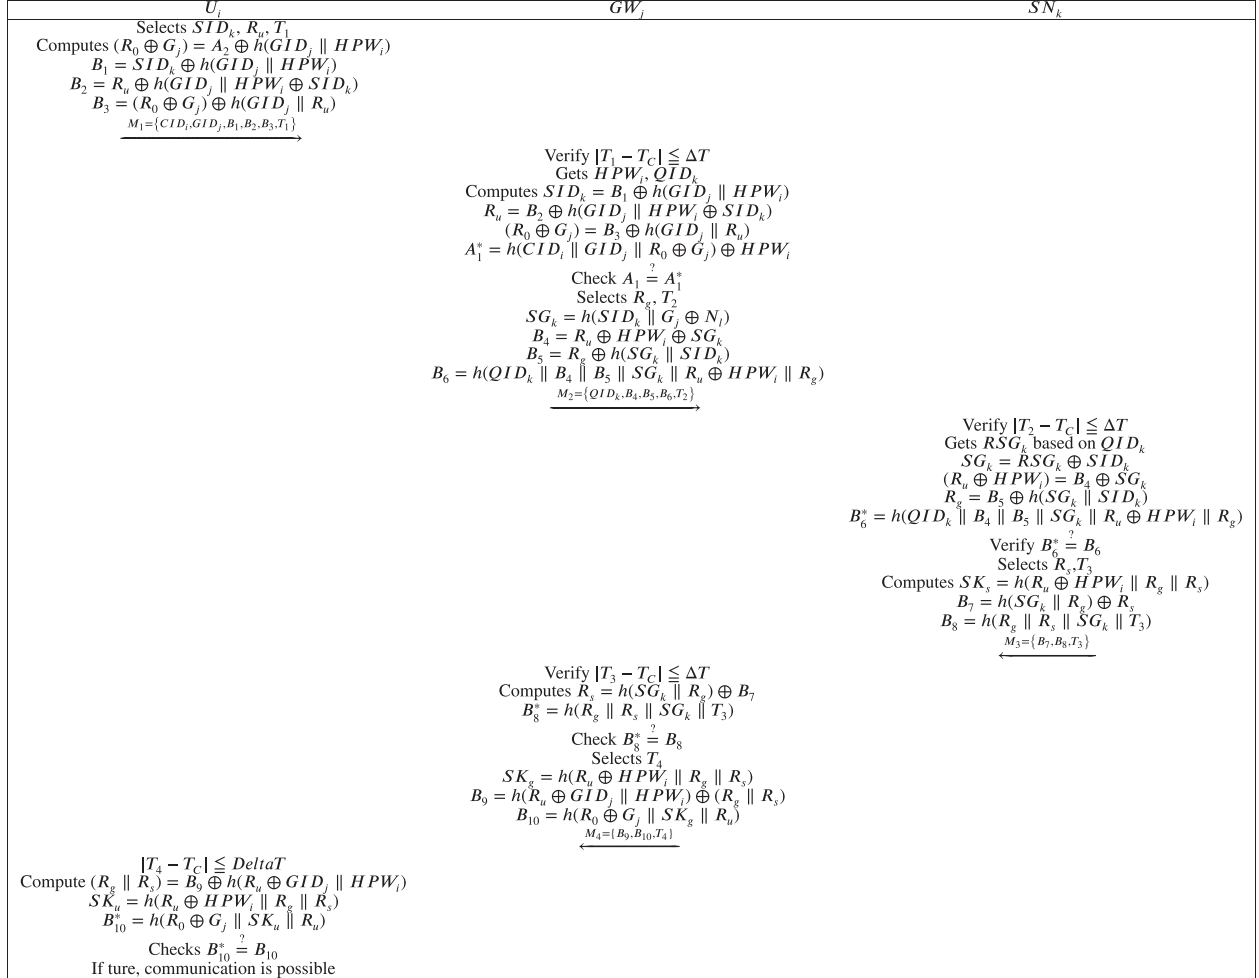 U_i GW_j SN_k
Selects SID_k, R_u, T_1
Computes (R_0 ⊕ G_j) = A_2 ⊕ h(GID_j ∥ HPW_i)
B_1 = SID_k ⊕ h(GID_j ∥ HPW_i)
B_2 = R_u ⊕ h(GID_j ∥ HPW_i ⊕ SID_k)
B_3 = (R_0 ⊕ G_j) ⊕ h(GID_j ∥ R_u)
M_1={CID_i,GID_j,B_1,B_2,B_3,T_1}
Verify |T_1 − T_C| ≦ ΔT
Gets HPW_i, QID_k
Computes SID_k = B_1 ⊕ h(GID_j ∥ HPW_i)
R_u = B_2 ⊕ h(GID_j ∥ HPW_i ⊕ SID_k)
(R_0 ⊕ G_j) = B_3 ⊕ h(GID_j ∥ R_u)
A_1^* = h(CID_i ∥ GID_j ∥ R_0 ⊕ G_j) ⊕ HPW_i
Check A_1 ≟ A_1^*
Selects R_g, T_2
SG_k = h(SID_k ∥ G_j ⊕ N_l)
B_4 = R_u ⊕ HPW_i ⊕ SG_k
B_5 = R_g ⊕ h(SG_k ∥ SID_k)
B_6 = h(QID_k ∥ B_4 ∥ B_5 ∥ SG_k ∥ R_u ⊕ HPW_i ∥ R_g)
M_2={QID_k,B_4,B_5,B_6,T_2}
Verify |T_2 − T_C| ≦ ΔT
Gets RSG_k based on QID_k
SG_k = RSG_k ⊕ SID_k
(R_u ⊕ HPW_i) = B_4 ⊕ SG_k
R_g = B_5 ⊕ h(SG_k ∥ SID_k)
B_6^* = h(QID_k ∥ B_4 ∥ B_5 ∥ SG_k ∥ R_u ⊕ HPW_i ∥ R_g)
Verify B_6^* ≟ B_6
Selects R_s,T_3
Computes SK_s = h(R_u ⊕ HPW_i ∥ R_g ∥ R_s)
B_7 = h(SG_k ∥ R_g) ⊕ R_s
B_8 = h(R_g ∥ R_s ∥ SG_k ∥ T_3)
M_3={B_7,B_8,T_3}
Verify |T_3 − T_C| ≦ ΔT
Computes R_s = h(SG_k ∥ R_g) ⊕ B_7
B_8^* = h(R_g ∥ R_s ∥ SG_k ∥ T_3)
Check B_8^* ≟ B_8
Selects T_4
SK_g = h(R_u ⊕ HPW_i ∥ R_g ∥ R_s)
B_9 = h(R_u ⊕ GID_j ∥ HPW_i) ⊕ (R_g ∥ R_s)
B_10 = h(R_0 ⊕ G_j ∥ SK_g ∥ R_u)
M_4={B_9,B_10,T_4}
|T_4 − T_C| ≦ DeltaT
Compute (R_g ∥ R_s) = B_9 ⊕ h(R_u ⊕ GID_j ∥ HPW_i)
SK_u = h(R_u ⊕ HPW_i ∥ R_g ∥ R_s)
B_10^* = h(R_0 ⊕ G_j ∥ SK_u ∥ R_u)
Checks B_10^* ≟ B_10
If ture, communication is possible